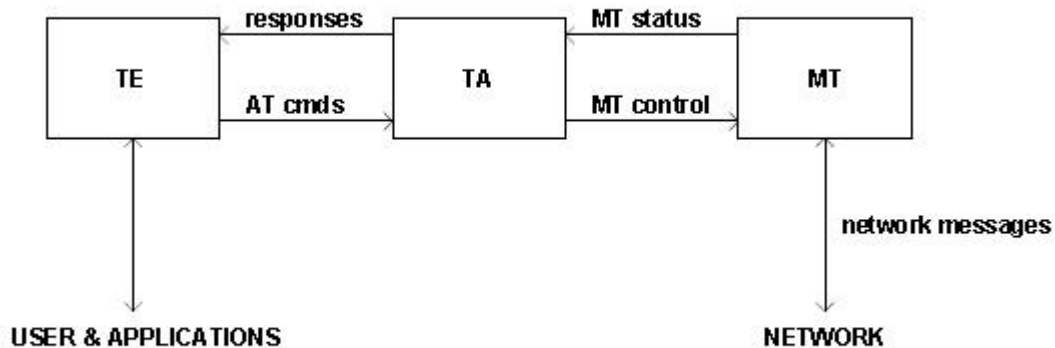 responses
MT status
TE
TA
MT
AT cmds
MT control
network messages
USER & APPLICATIONS
NETWORK